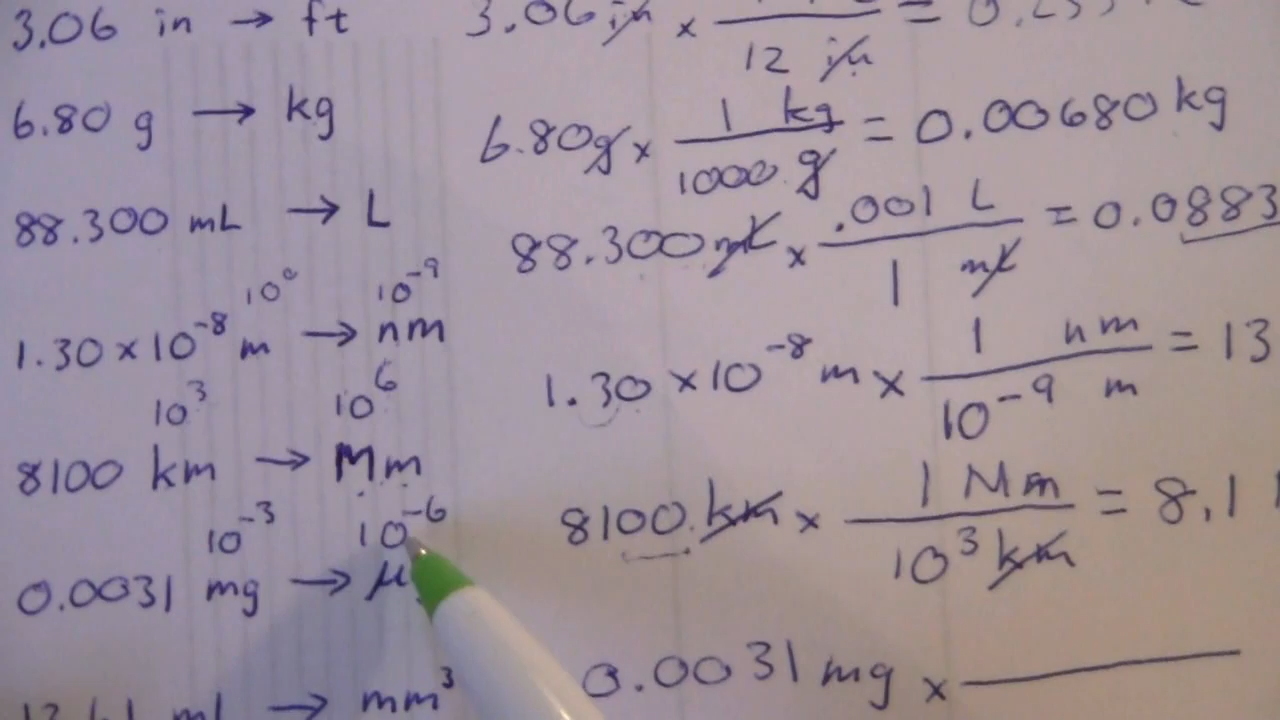 3.06 in → ft 3.06 in × / 12 in = 0.255
6.80 g → kg 6.80 g × 1 kg / 1000 g = 0.00680 kg
88.300 mL → L 88.300 mL × .001 L / 1 mL = 0.0883
10⁰ 10⁻⁹
1.30 × 10⁻⁸ m → nm 1.30 × 10⁻⁸ m × 1 nm / 10⁻⁹ m = 13
10³ 10⁶
8100 km → Mm 8100. km × 1 Mm / 10³ km = 8.1
10⁻³ 10⁻⁶
0.0031 mg → μ 0.0031 mg ×
mL → mm³